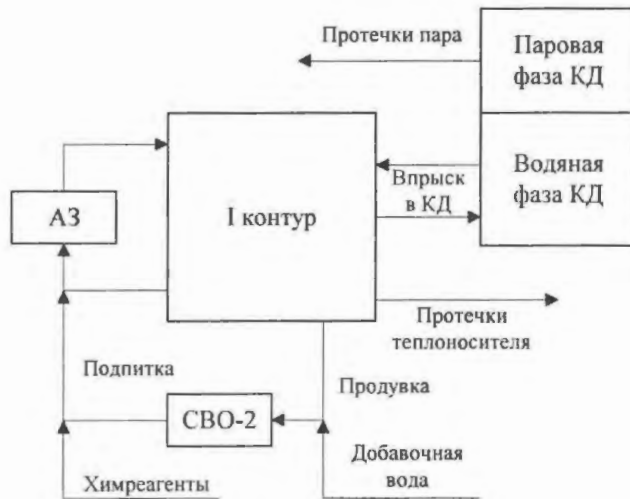 Протечки пара
Паровая
фаза КД
Водяная
фаза КД
Впрыск
в КД
I контур
АЗ
Протечки
теплоносителя
Подпитка
Продувка
СВО-2
Добавочная
вода
Химреагенты